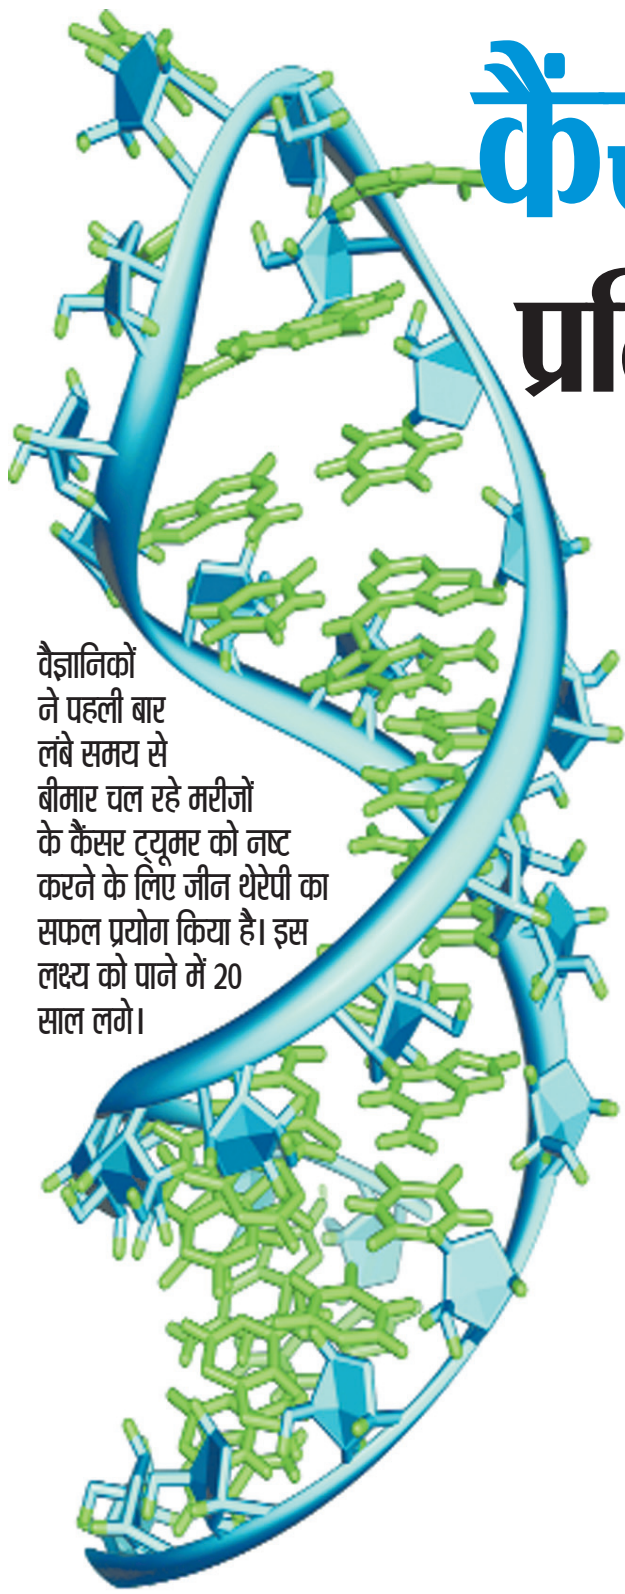 वैज्ञानिकों
ने पहली बार
लंबे समय से
बीमार चल रहे मरीजों
के कैंसर ट्यूमर को नष्ट
करने के लिए जीन थेरेपी का
सफल प्रयोग किया है। इस
लक्ष्य को पाने में 20
साल लगे।